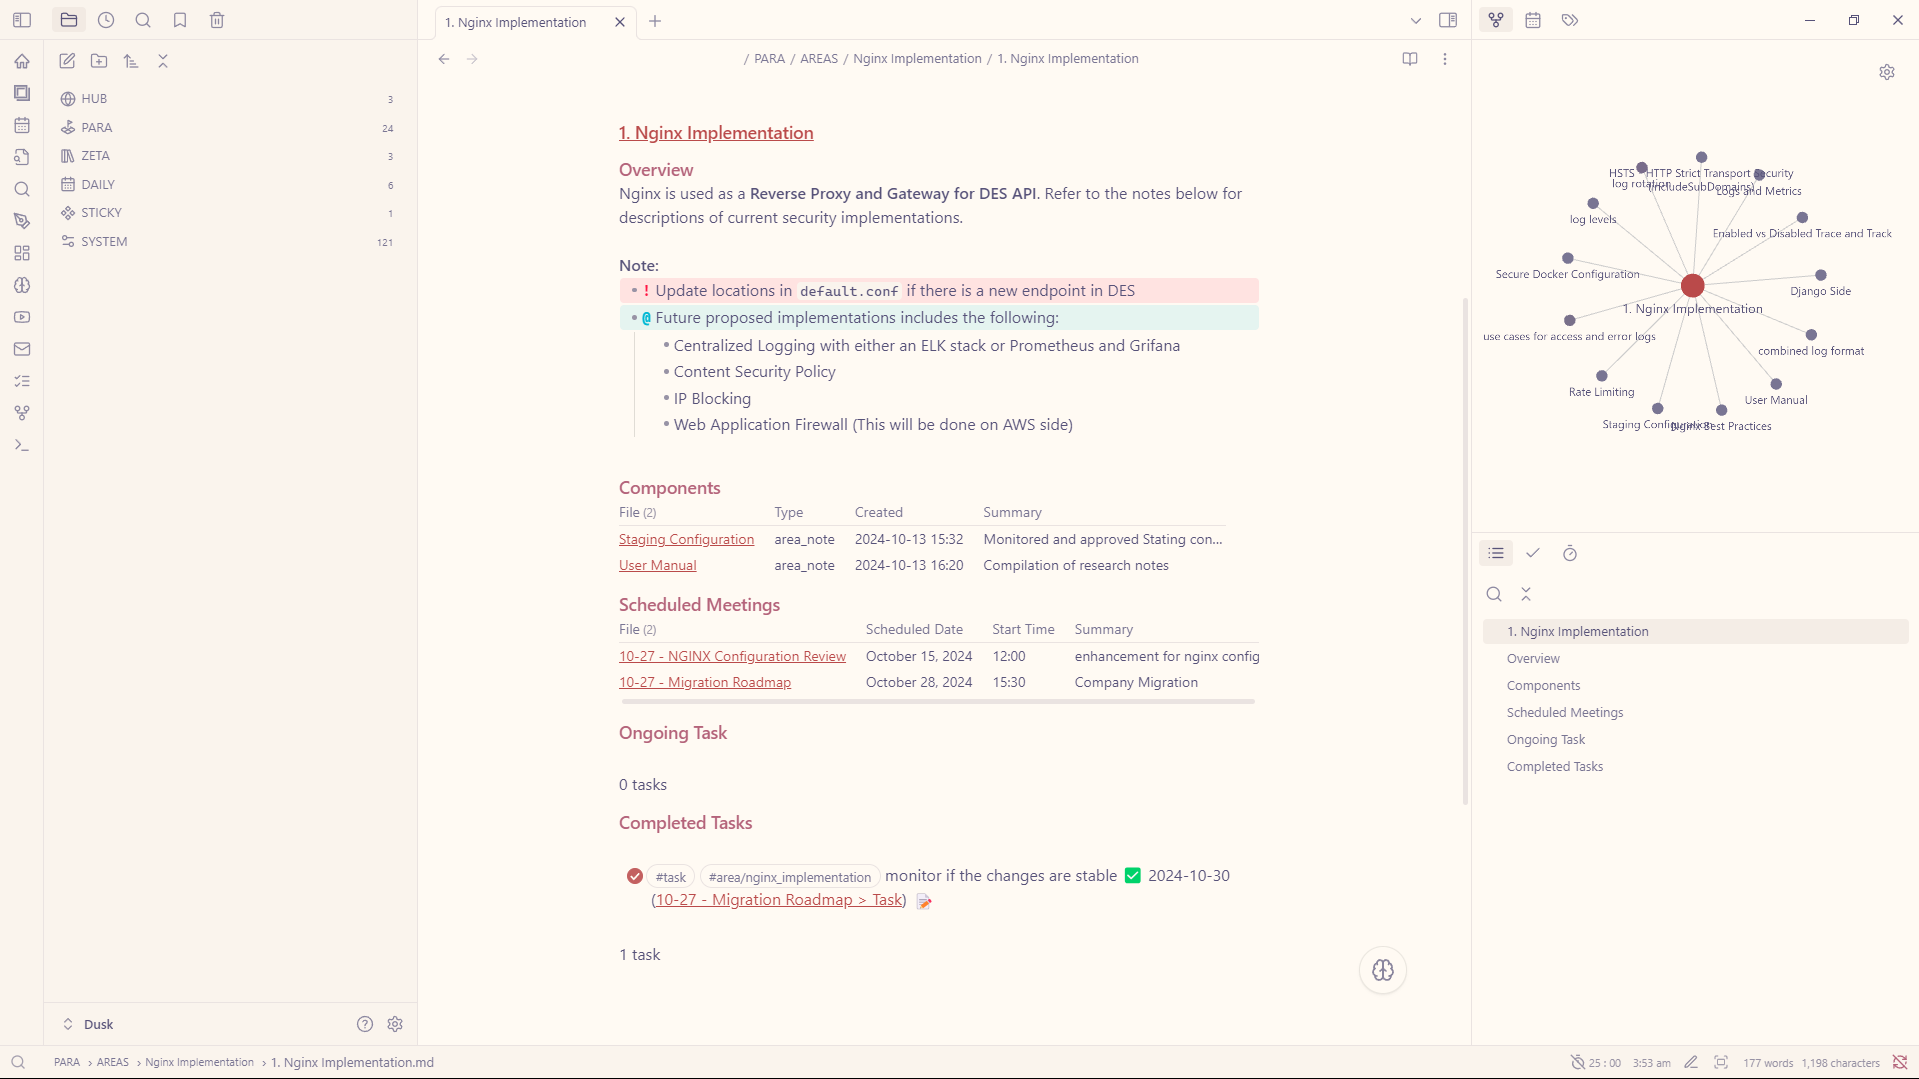 1. Nginx Implementation
/ PARA / AREAS / Nginx Implementation / 1. Nginx Implementation
HUB 3
PARA 24
ZETA 3
DAILY 6
STICKY 1
SYSTEM 121
Dusk
1. Nginx Implementation
Overview
Nginx is used as a Reverse Proxy and Gateway for DES API. Refer to the notes below for
descriptions of current security implementations.
Note:
! Update locations in default.conf if there is a new endpoint in DES
@ Future proposed implementations includes the following:
Centralized Logging with either an ELK stack or Prometheus and Grifana
Content Security Policy
IP Blocking
Web Application Firewall (This will be done on AWS side)
Components
File (2) Type Created Summary
Staging Configuration area_note 2024-10-13 15:32 Monitored and approved Stating con...
User Manual area_note 2024-10-13 16:20 Compilation of research notes
Scheduled Meetings
File (2) Scheduled Date Start Time Summary
10-27 - NGINX Configuration Review October 15, 2024 12:00 enhancement for nginx config
10-27 - Migration Roadmap October 28, 2024 15:30 Company Migration
Ongoing Task
0 tasks
Completed Tasks
#task #area/nginx_implementation monitor if the changes are stable ✅ 2024-10-30
(10-27 - Migration Roadmap > Task) 📝
1 task
HSTS - HTTP Strict Transport Security
(includeSubDomains)
log rotation
Logs and Metrics
log levels
Enabled vs Disabled Trace and Track
Secure Docker Configuration
Django Side
1. Nginx Implementation
use cases for access and error logs
combined log format
Rate Limiting
User Manual
Staging Configuration
Nginx Best Practices
1. Nginx Implementation
Overview
Components
Scheduled Meetings
Ongoing Task
Completed Tasks
PARA > AREAS > Nginx Implementation > 1. Nginx Implementation.md
25 : 00 3:53 am 177 words 1,198 characters